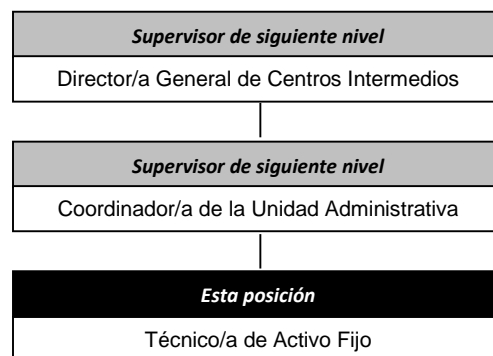 Supervisor de siguiente nivel
Director/a General de Centros Intermedios
Supervisor de siguiente nivel
Coordinador/a de la Unidad Administrativa
Esta posición
Técnico/a de Activo Fijo